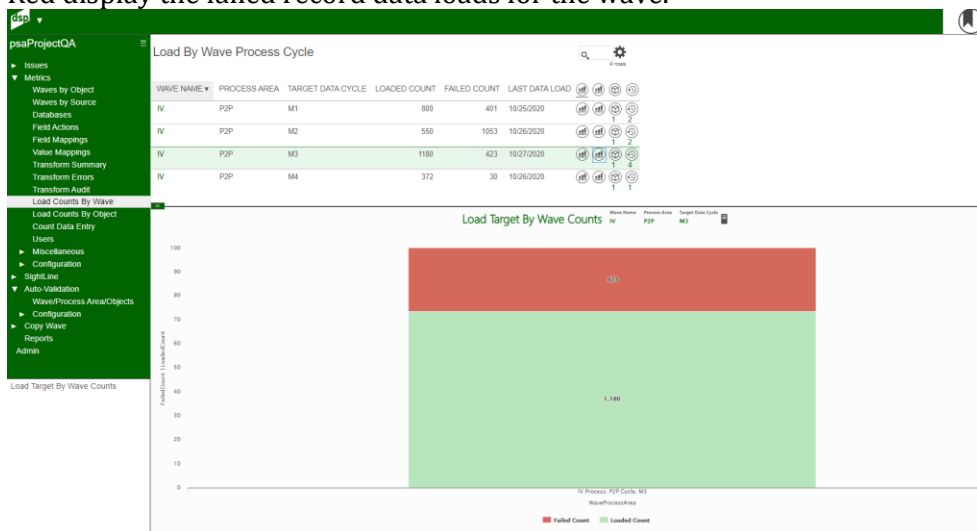 Red display the failed record data loads for the wave.
dsp
psaProjectQA
Issues
Metrics
Waves by Object
Waves by Source
Databases
Field Actions
Field Mappings
Value Mappings
Transform Summary
Transform Errors
Transform Audit
Load Counts By Wave
Load Counts By Object
Count Data Entry
Users
Miscellaneous
Configuration
SightLine
Auto-Validation
Wave/Process Area/Objects
Configuration
Copy Wave
Reports
Admin
Load Target By Wave Counts
Load By Wave Process Cycle
4 rows
WAVE NAME PROCESS AREA TARGET DATA CYCLE LOADED COUNT FAILED COUNT LAST DATA LOAD
IV P2P M1 800 401 10/25/2020 1 2
IV P2P M2 550 1053 10/26/2020 1 2
IV P2P M3 1180 423 10/27/2020 1 4
IV P2P M4 372 30 10/26/2020 1 1
Load Target By Wave Counts
Wave Name Process Area Target Data Cycle
IV P2P M3
100
90
80
70
60
50
40
30
20
10
0
FailedCount | LoadedCount
423
1,180
IV Process: P2P Cycle: M3
WaveProcessArea
Failed Count Loaded Count